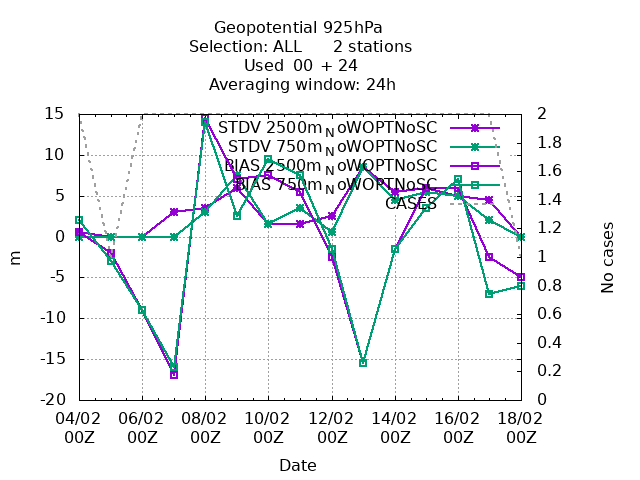 Geopotential 925hPa
Selection: ALL 2 stations
Used 00 + 24
Averaging window: 24h
STDV 2500m_NoWOPTNoSC
STDV 750m_NoWOPTNoSC
BIAS 2500m_NoWOPTNoSC
BIAS 750m_NoWOPTNoSC
CASES
15
10
5
0
-5
-10
-15
-20
m
2
1.8
1.6
1.4
1.2
1
0.8
0.6
0.4
0.2
0
No cases
04/02 06/02 08/02 10/02 12/02 14/02 16/02 18/02
00Z 00Z 00Z 00Z 00Z 00Z 00Z 00Z
Date